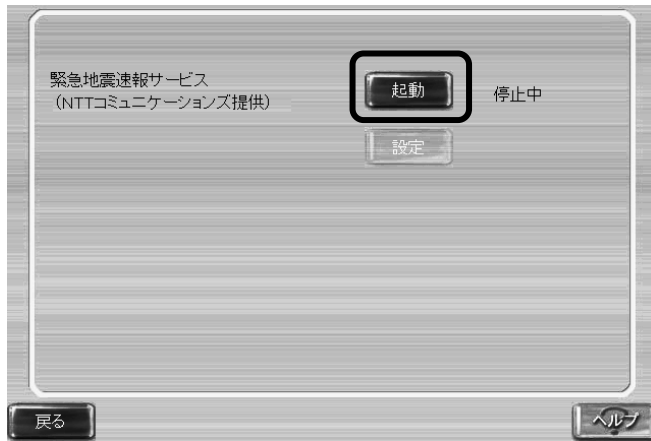 緊急地震速報サービス
(NTTコミュニケーションズ提供)
起動
停止中
設定
戻る
ヘルプ